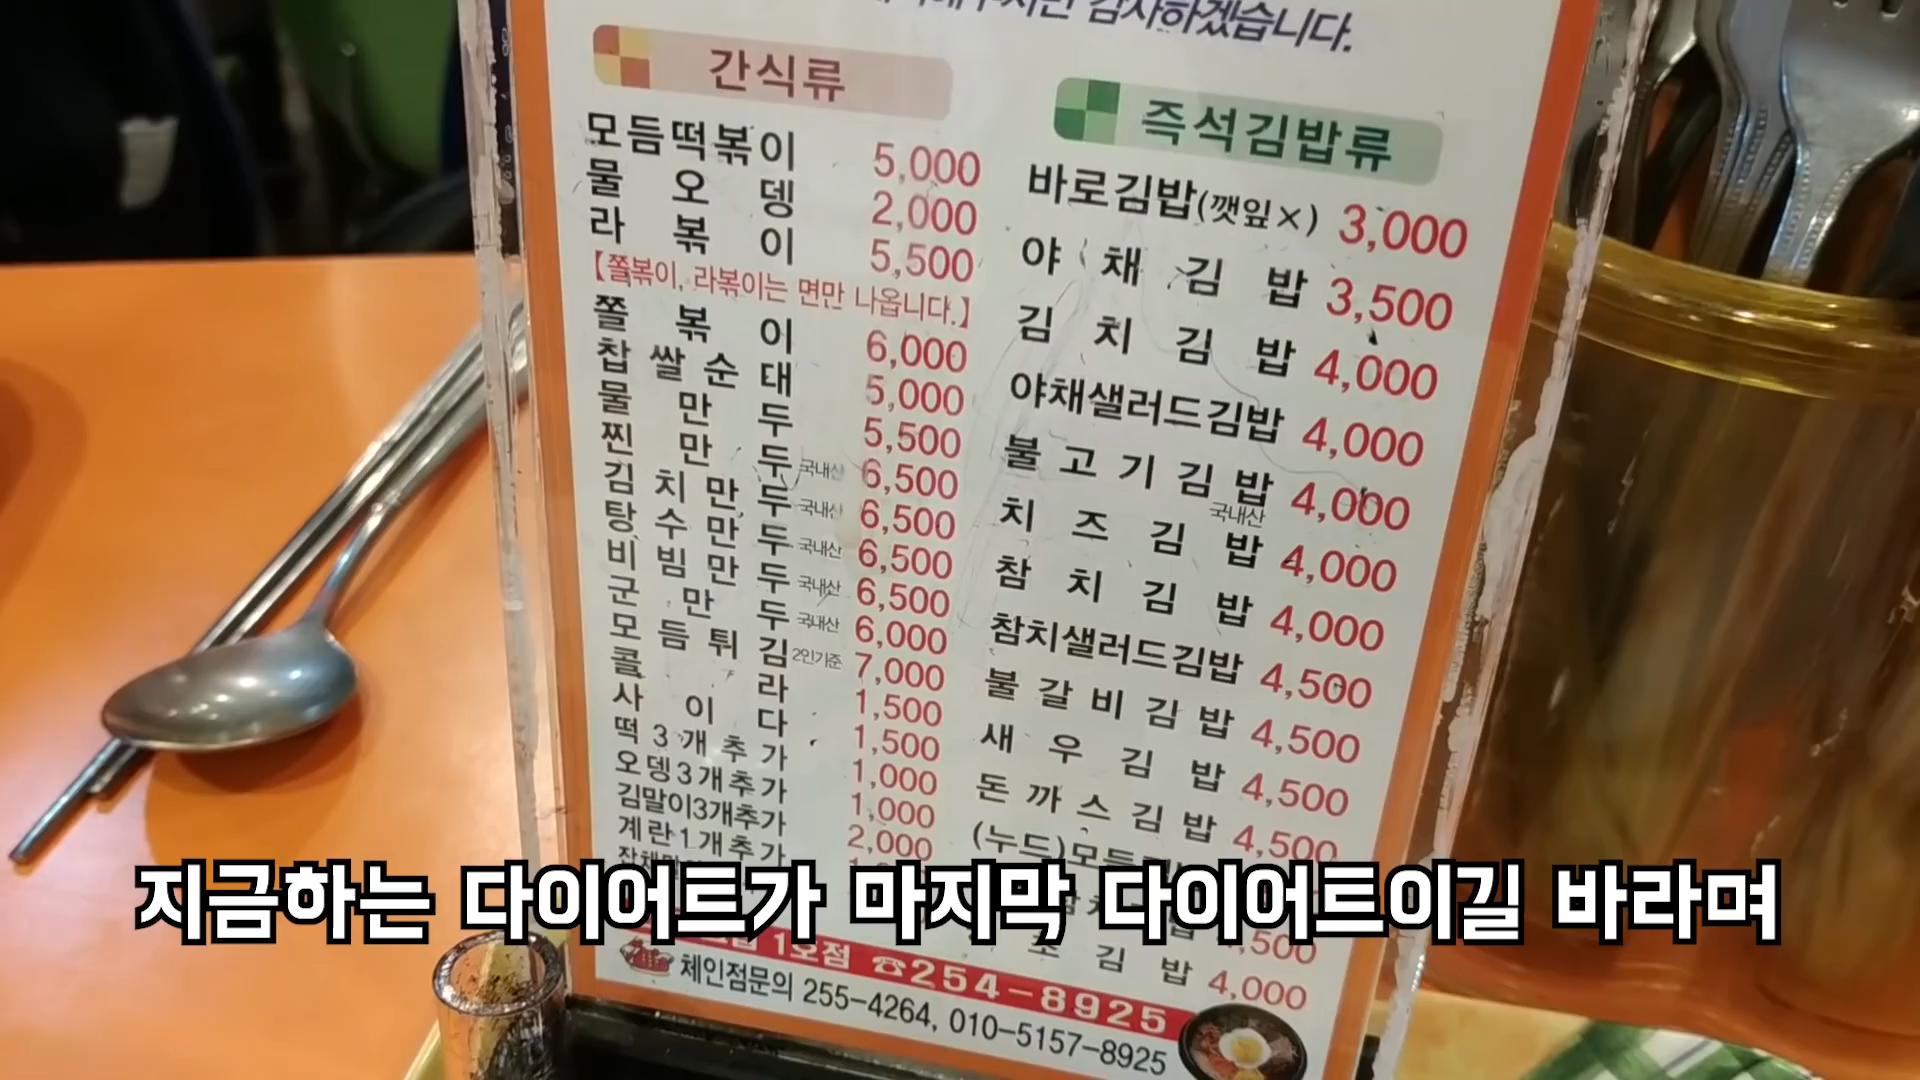 감사하겠습니다.
간식류
모듬떡볶이 5,000
물오뎅 2,000
라볶이 5,500
【쫄볶이, 라볶이는 면만 나옵니다.】
쫄볶이 6,000
찹쌀순대 5,000
물만두 5,500
찐만두 국내산 6,500
김치만두 국내산 6,500
탕수만두 국내산 6,500
비빔만두 국내산 6,500
군만두 국내산 6,000
모듬튀김 2인기준 7,000
콜라 1,500
사이다 1,500
떡3개추가 1,000
오뎅3개추가 1,000
김말이3개추가 2,000
계란1개추가
즉석김밥류
바로김밥(깻잎×) 3,000
야채김밥 3,500
김치김밥 4,000
야채샐러드김밥 4,000
불고기김밥 국내산 4,000
치즈김밥 4,000
참치김밥 4,000
참치샐러드김밥 4,500
불갈비김밥 4,500
새우김밥 4,500
돈까스김밥 4,500
(누드)모듬
김밥 4,000
1호점 ☎254-8925
체인점문의 255-4264, 010-5157-8925
지금하는 다이어트가 마지막 다이어트이길 바라며